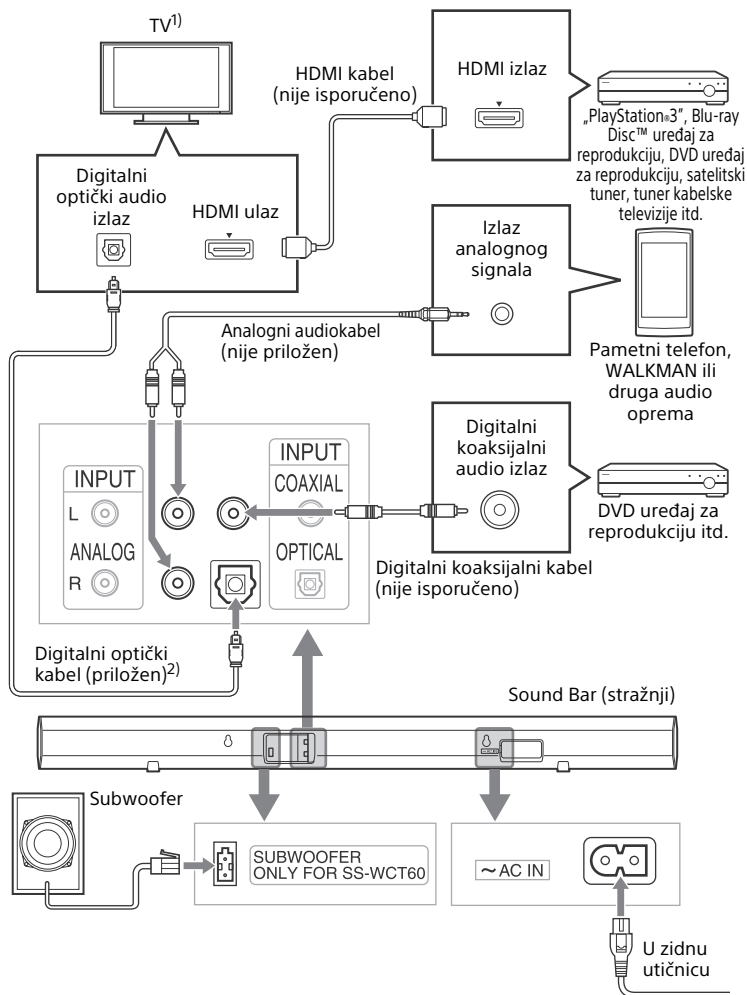 TV1)
HDMI kabel
(nije isporučeno)
HDMI izlaz
„PlayStation®3", Blu-ray
Disc™ uređaj za
reprodukciju, DVD uređaj
za reprodukciju, satelitski
tuner, tuner kabelske
televizije itd.
Digitalni
optički audio
izlaz
HDMI ulaz
Izlaz
analognog
signala
Analogni audiokabel
(nije priložen)
Pametni telefon,
WALKMAN ili
druga audio
oprema
Digitalni
koaksijalni
audio izlaz
DVD uređaj za
reprodukciju itd.
INPUT
L
ANALOG
R
INPUT
COAXIAL
OPTICAL
Digitalni koaksijalni kabel
(nije isporučeno)
Digitalni optički
kabel (priložen)2)
Sound Bar (stražnji)
Subwoofer
SUBWOOFER
ONLY FOR SS-WCT60
~ AC IN
U zidnu
utičnicu